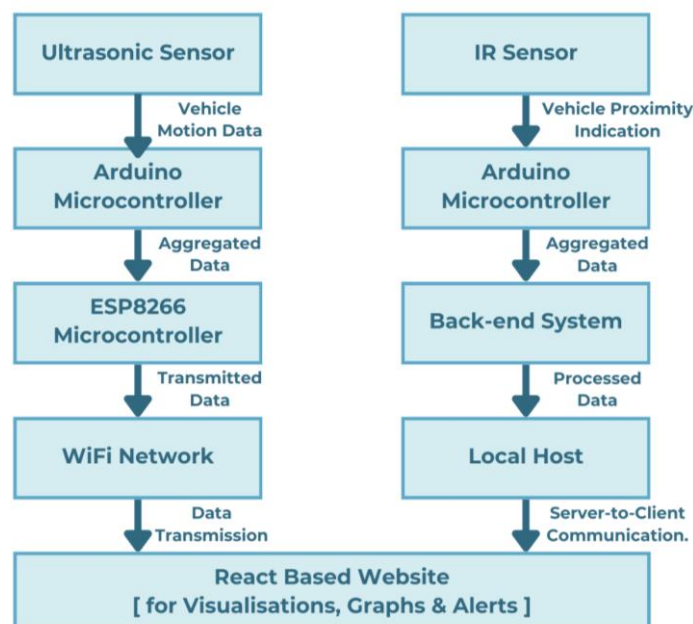 Ultrasonic Sensor
Vehicle
Motion Data
Arduino
Microcontroller
Aggregated
Data
ESP8266
Microcontroller
Transmitted
Data
WiFi Network
Data
Transmission
IR Sensor
Vehicle Proximity
Indication
Arduino
Microcontroller
Aggregated
Data
Back-end System
Processed
Data
Local Host
Server-to-Client
Communication.
React Based Website
[ for Visualisations, Graphs & Alerts ]